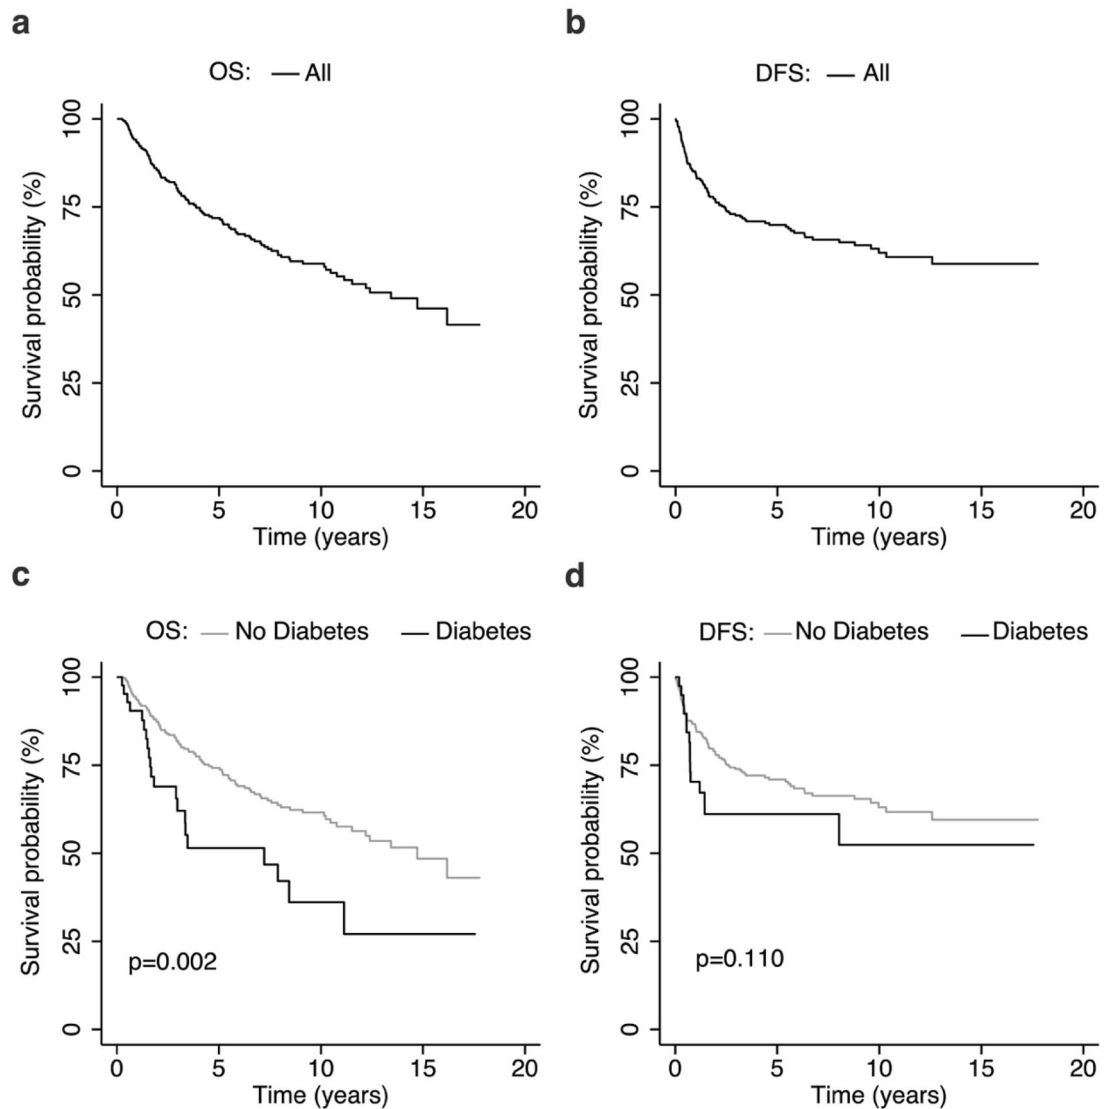 a
OS: All
Survival probability (%)
100
75
50
25
0
0 5 10 15 20
Time (years)
b
DFS: All
Survival probability (%)
100
75
50
25
0
0 5 10 15 20
Time (years)
c
OS: No Diabetes Diabetes
Survival probability (%)
100
75
50
25
0
p=0.002
0 5 10 15 20
Time (years)
d
DFS: No Diabetes Diabetes
Survival probability (%)
100
75
50
25
0
p=0.110
0 5 10 15 20
Time (years)